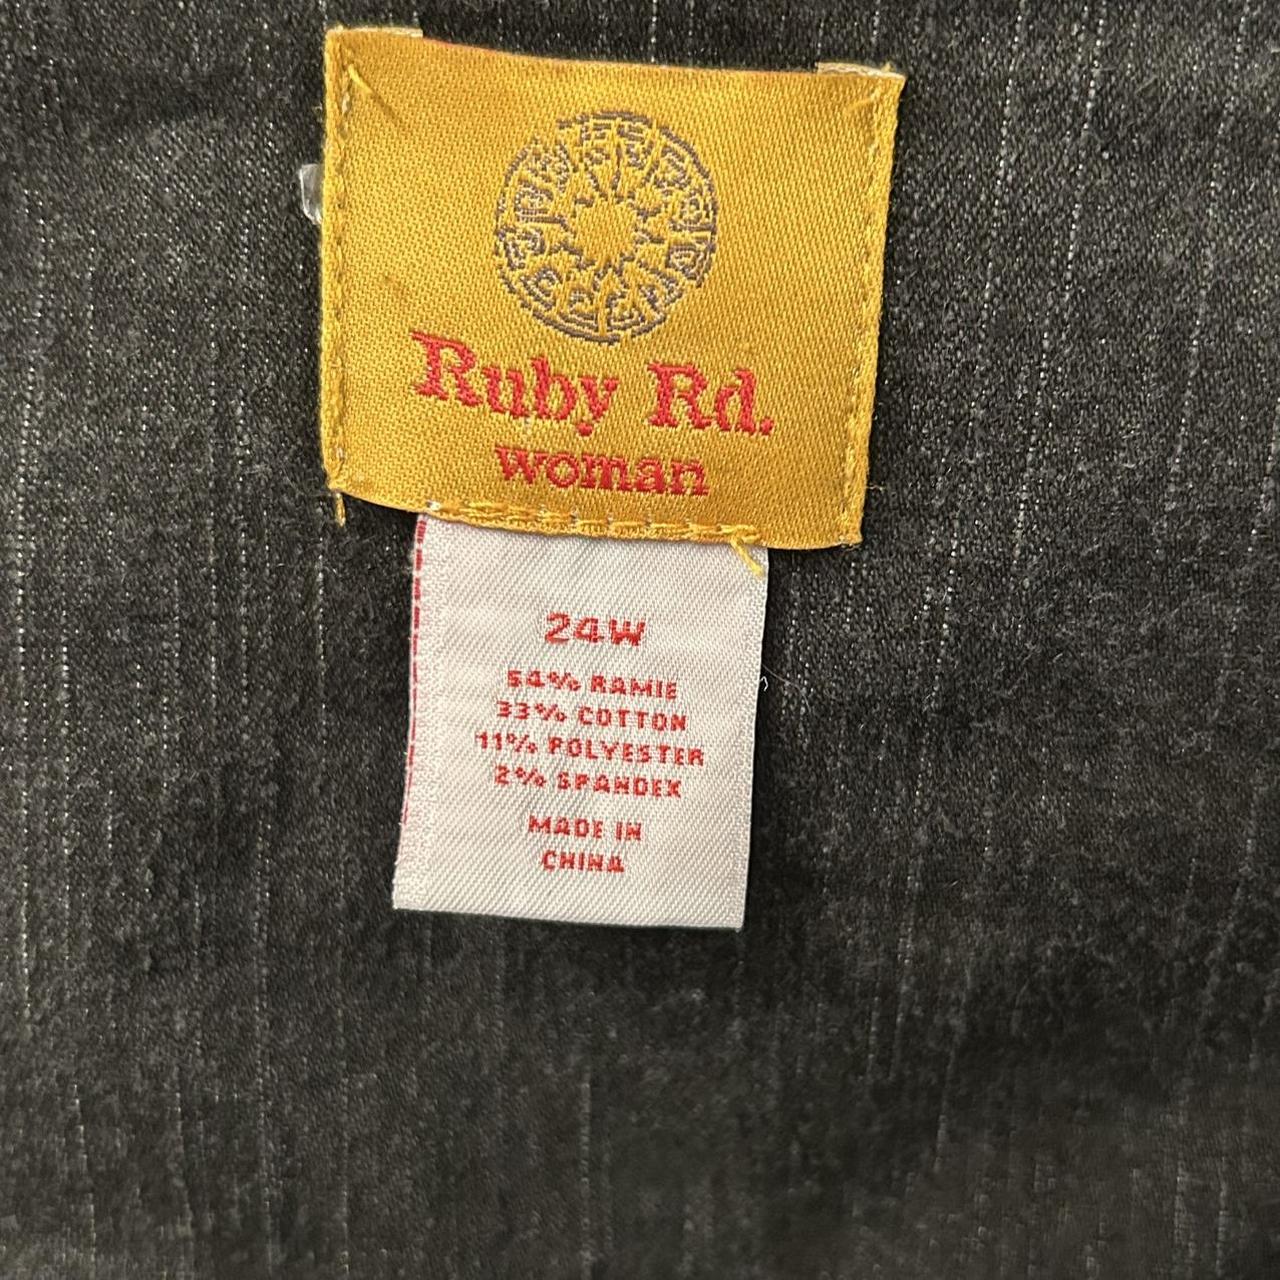 Ruby Rd.
woman
24W
54% RAMIE
33% COTTON
11% POLYESTER
2% SPANDEX
MADE IN
CHINA